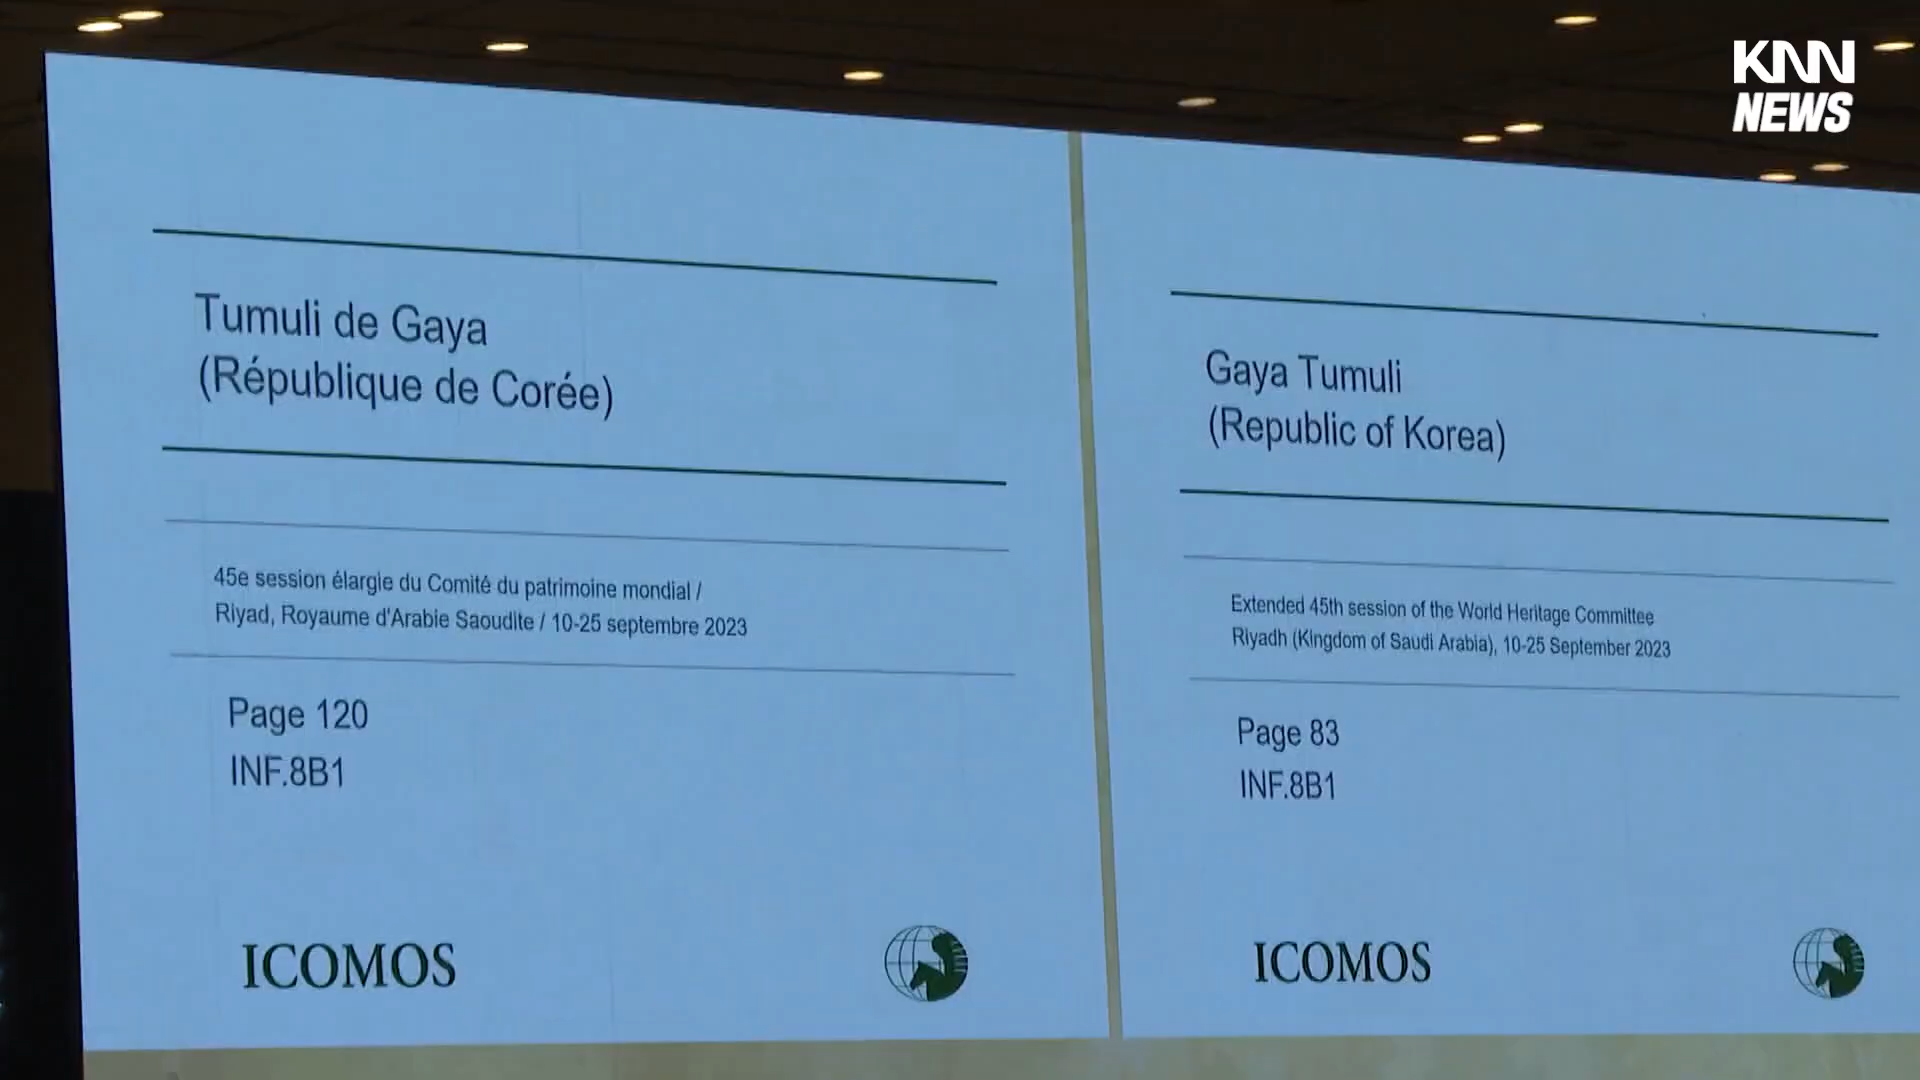 KNN
NEWS
Tumuli de Gaya
(République de Corée)
45e session élargie du Comité du patrimoine mondial /
Riyad, Royaume d'Arabie Saoudite / 10-25 septembre 2023
Page 120
INF.8B1
ICOMOS
Gaya Tumuli
(Republic of Korea)
Extended 45th session of the World Heritage Committee
Riyadh (Kingdom of Saudi Arabia), 10-25 September 2023
Page 83
INF.8B1
ICOMOS